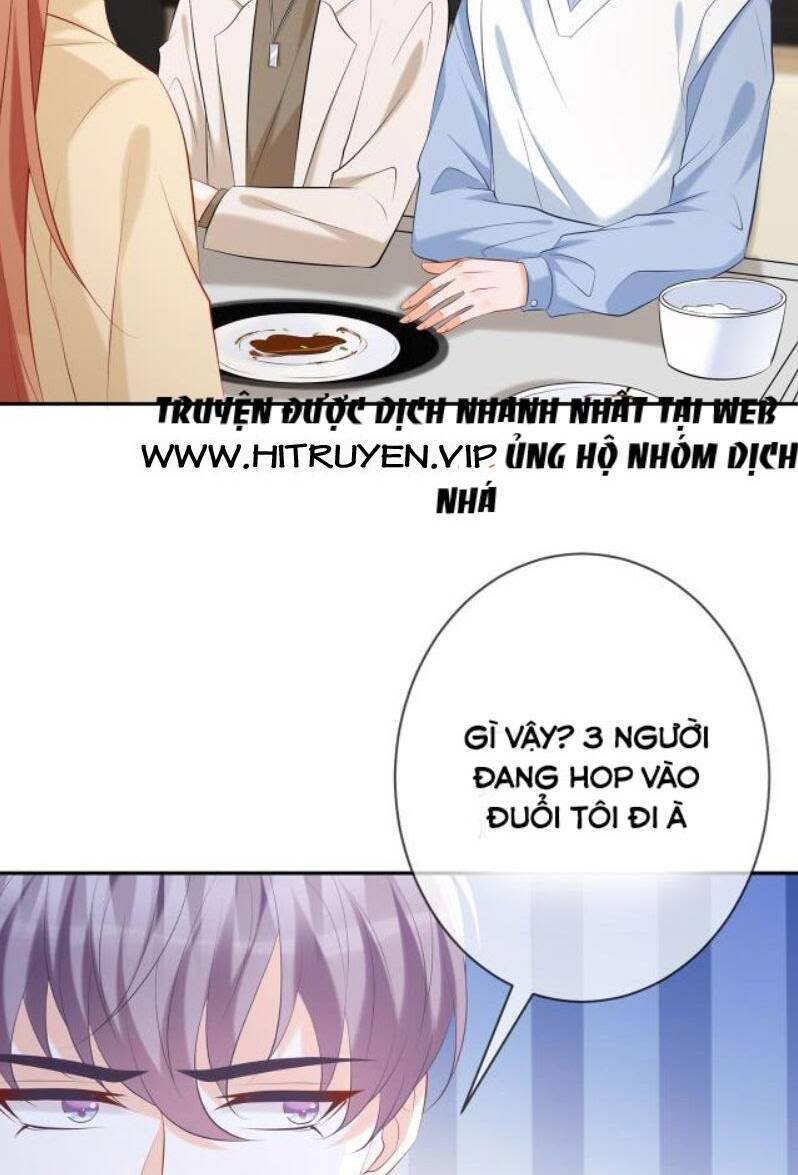 TRUYỆN ĐƯỢC DỊCH NHANH NHẤT TẠI WEB
WWW.HITRUYEN.VIP ỦNG HỘ NHÓM DỊCH
NHÁ
GÌ VẬY? 3 NGƯỜI
ĐANG HOP VÀO
ĐUỔI TÔI ĐI À